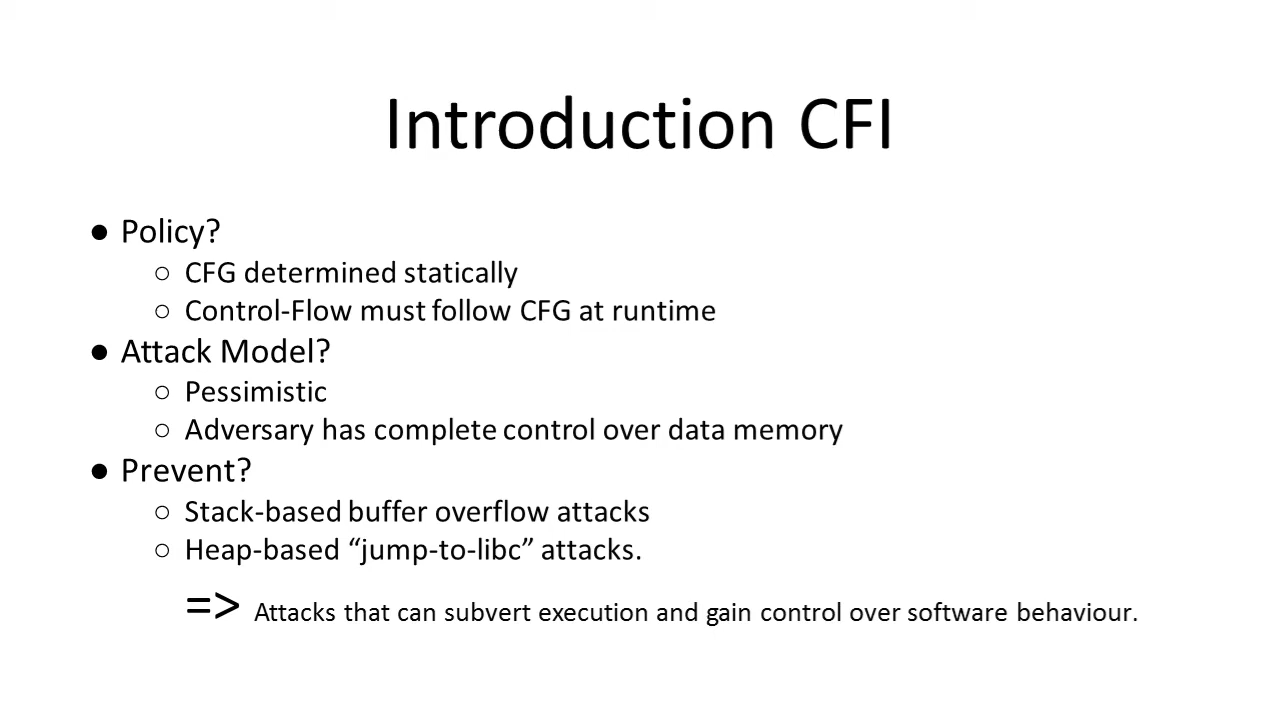 Introduction CFI
● Policy?
○ CFG determined statically
○ Control-Flow must follow CFG at runtime
● Attack Model?
○ Pessimistic
○ Adversary has complete control over data memory
● Prevent?
○ Stack-based buffer overflow attacks
○ Heap-based “jump-to-libc” attacks.
=> Attacks that can subvert execution and gain control over software behaviour.